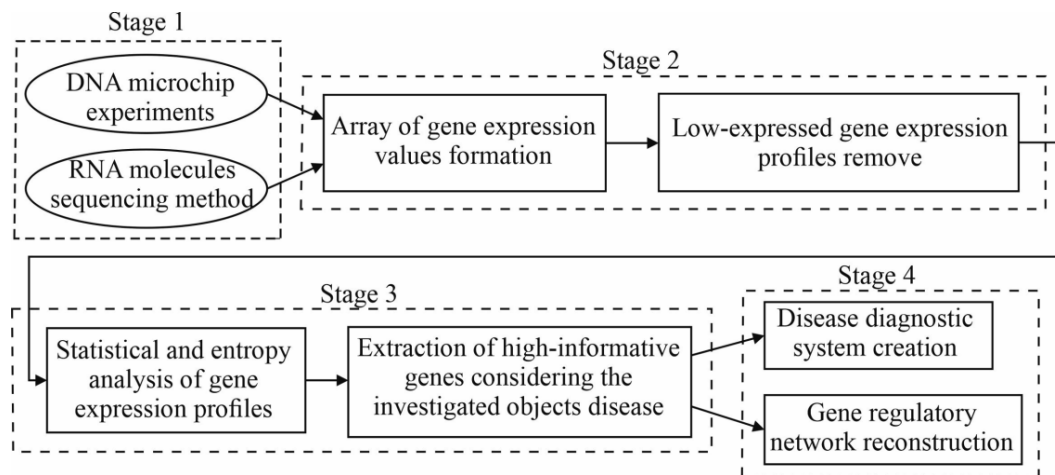 Stage 1
DNA microchip
experiments
RNA molecules
sequencing method
Stage 2
Array of gene expression
values formation
Low-expressed gene expression
profiles remove
Stage 3
Statistical and entropy
analysis of gene
expression profiles
Extraction of high-informative
genes considering the
investigated objects disease
Stage 4
Disease diagnostic
system creation
Gene regulatory
network reconstruction